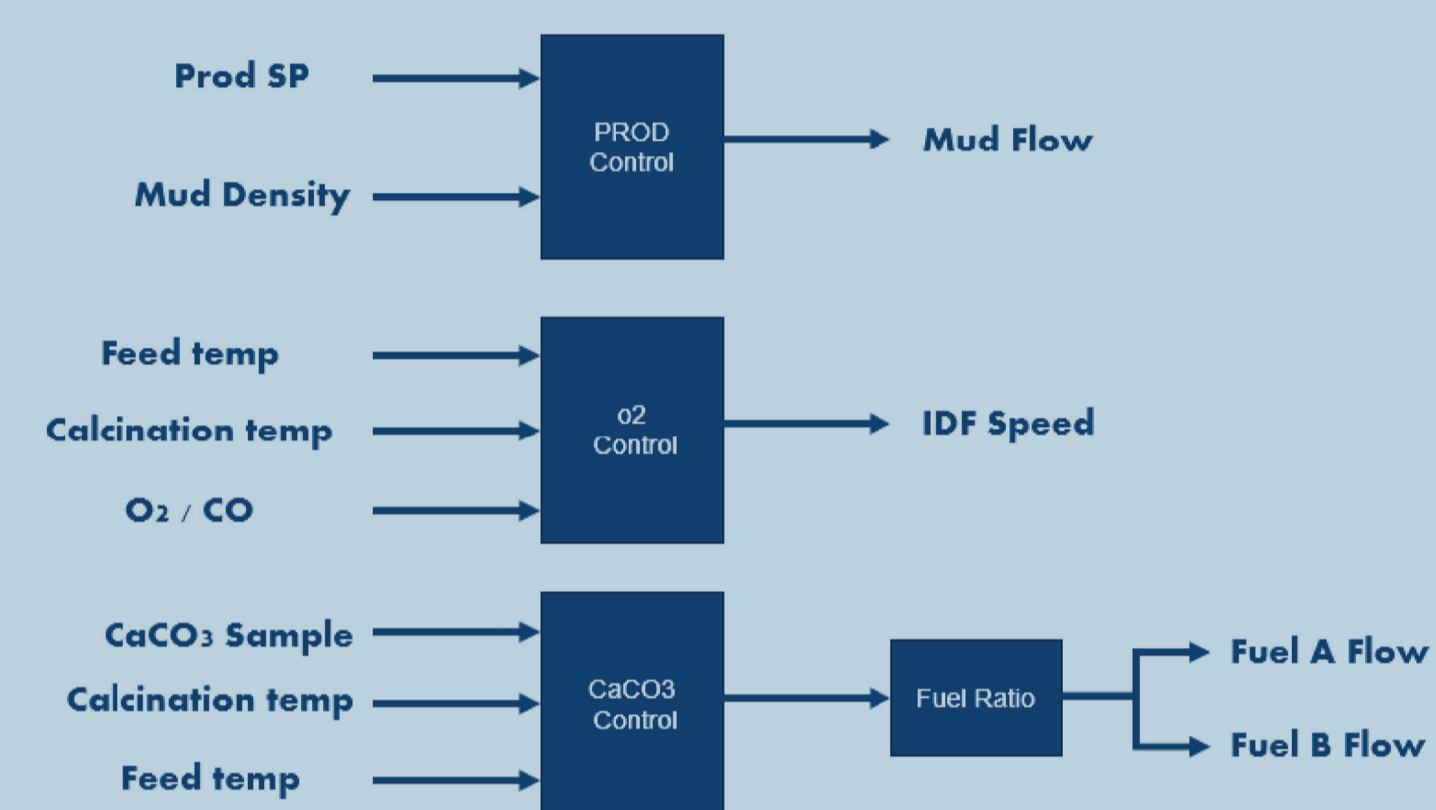 Prod SP
Mud Density
PROD
Control
Mud Flow
Feed temp
Calcination temp
O₂ / CO
o2
Control
IDF Speed
CaCO₃ Sample
Calcination temp
Feed temp
CaCO3
Control
Fuel Ratio
Fuel A Flow
Fuel B Flow